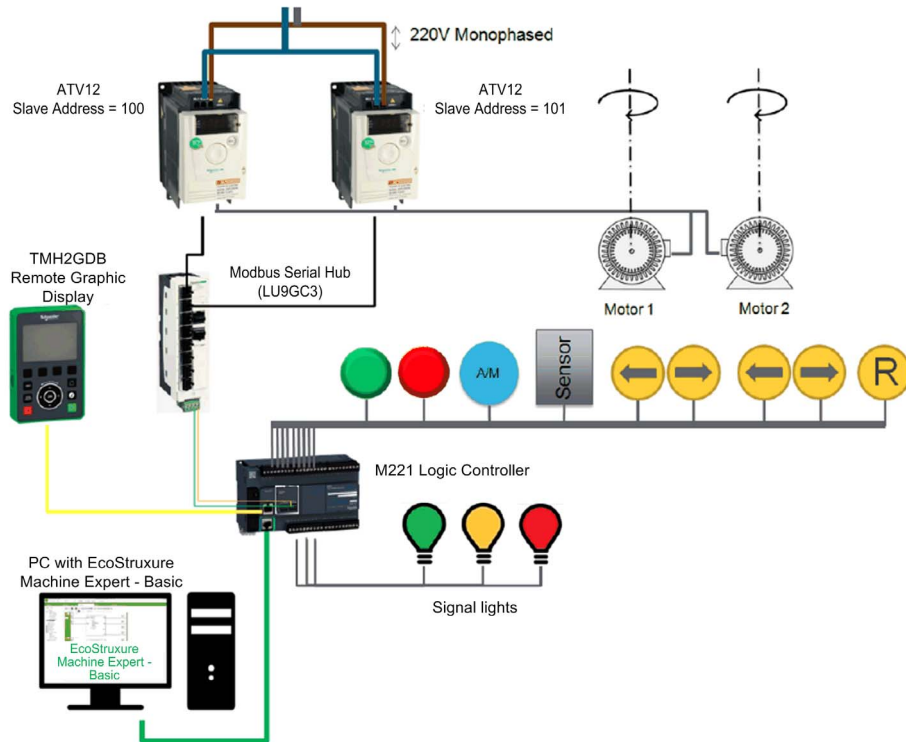 220V Monophased
ATV12
Slave Address = 100
ATV12
Slave Address = 101
TMH2GDB
Remote Graphic
Display
Modbus Serial Hub
(LU9GC3)
Motor 1
Motor 2
A/M
Sensor
R
M221 Logic Controller
PC with EcoStruxure
Machine Expert - Basic
EcoStruxure
Machine Expert -
Basic
Signal lights